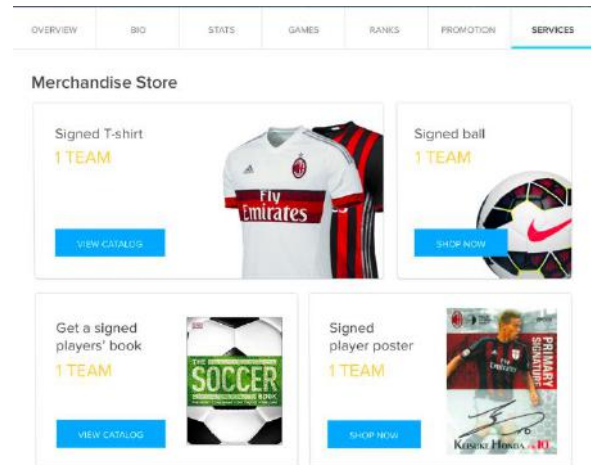 OVERVIEW
BIO
STATS
GAMES
RANKS
PROMOTION
SERVICES
Merchandise Store
Signed T-shirt
1 TEAM
Fly
Emirates
VIEW CATALOG
Signed ball
1 TEAM
SHOP NOW
Get a signed
players' book
1 TEAM
THE
SOCCER
BOOK
VIEW CATALOG
Signed
player poster
1 TEAM
PRIMARY
SIGNATURE
Fly
Emirates
KEISUKE HONDA 10
SHOP NOW